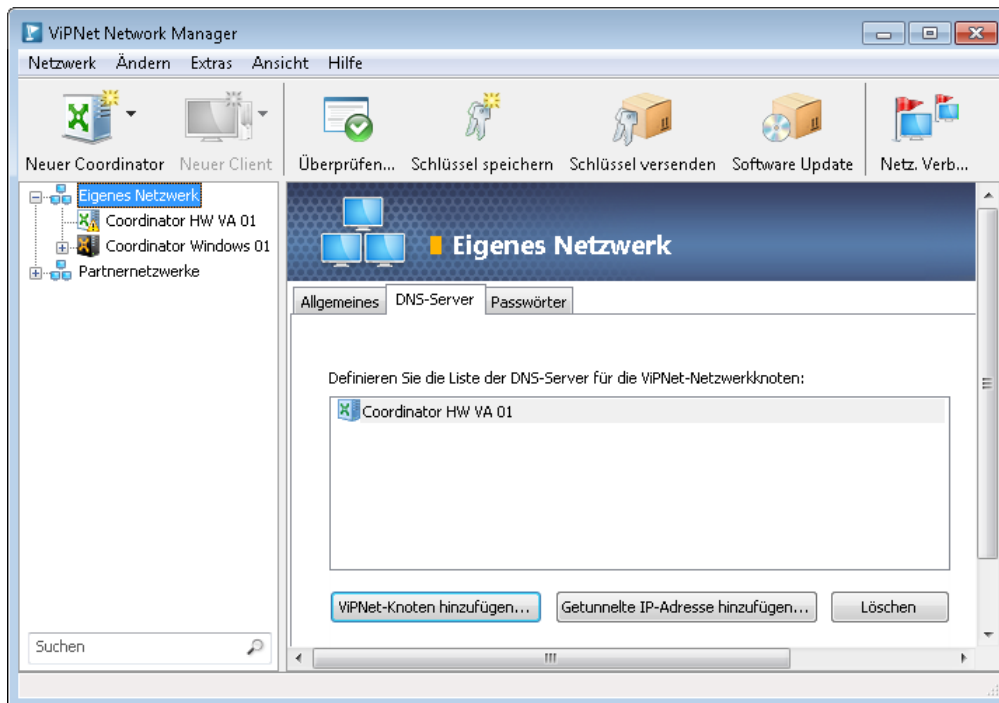 ViPNet Network Manager
Netzwerk Ändern Extras Ansicht Hilfe
Neuer Coordinator Neuer Client Überprüfen... Schlüssel speichern Schlüssel versenden Software Update Netz. Verb...
Eigenes Netzwerk
Coordinator HW VA 01
Coordinator Windows 01
Partnernetzwerke
Suchen
Eigenes Netzwerk
Allgemeines DNS-Server Passwörter
Definieren Sie die Liste der DNS-Server für die ViPNet-Netzwerkknoten:
Coordinator HW VA 01
ViPNet-Knoten hinzufügen... Getunnelte IP-Adresse hinzufügen... Löschen